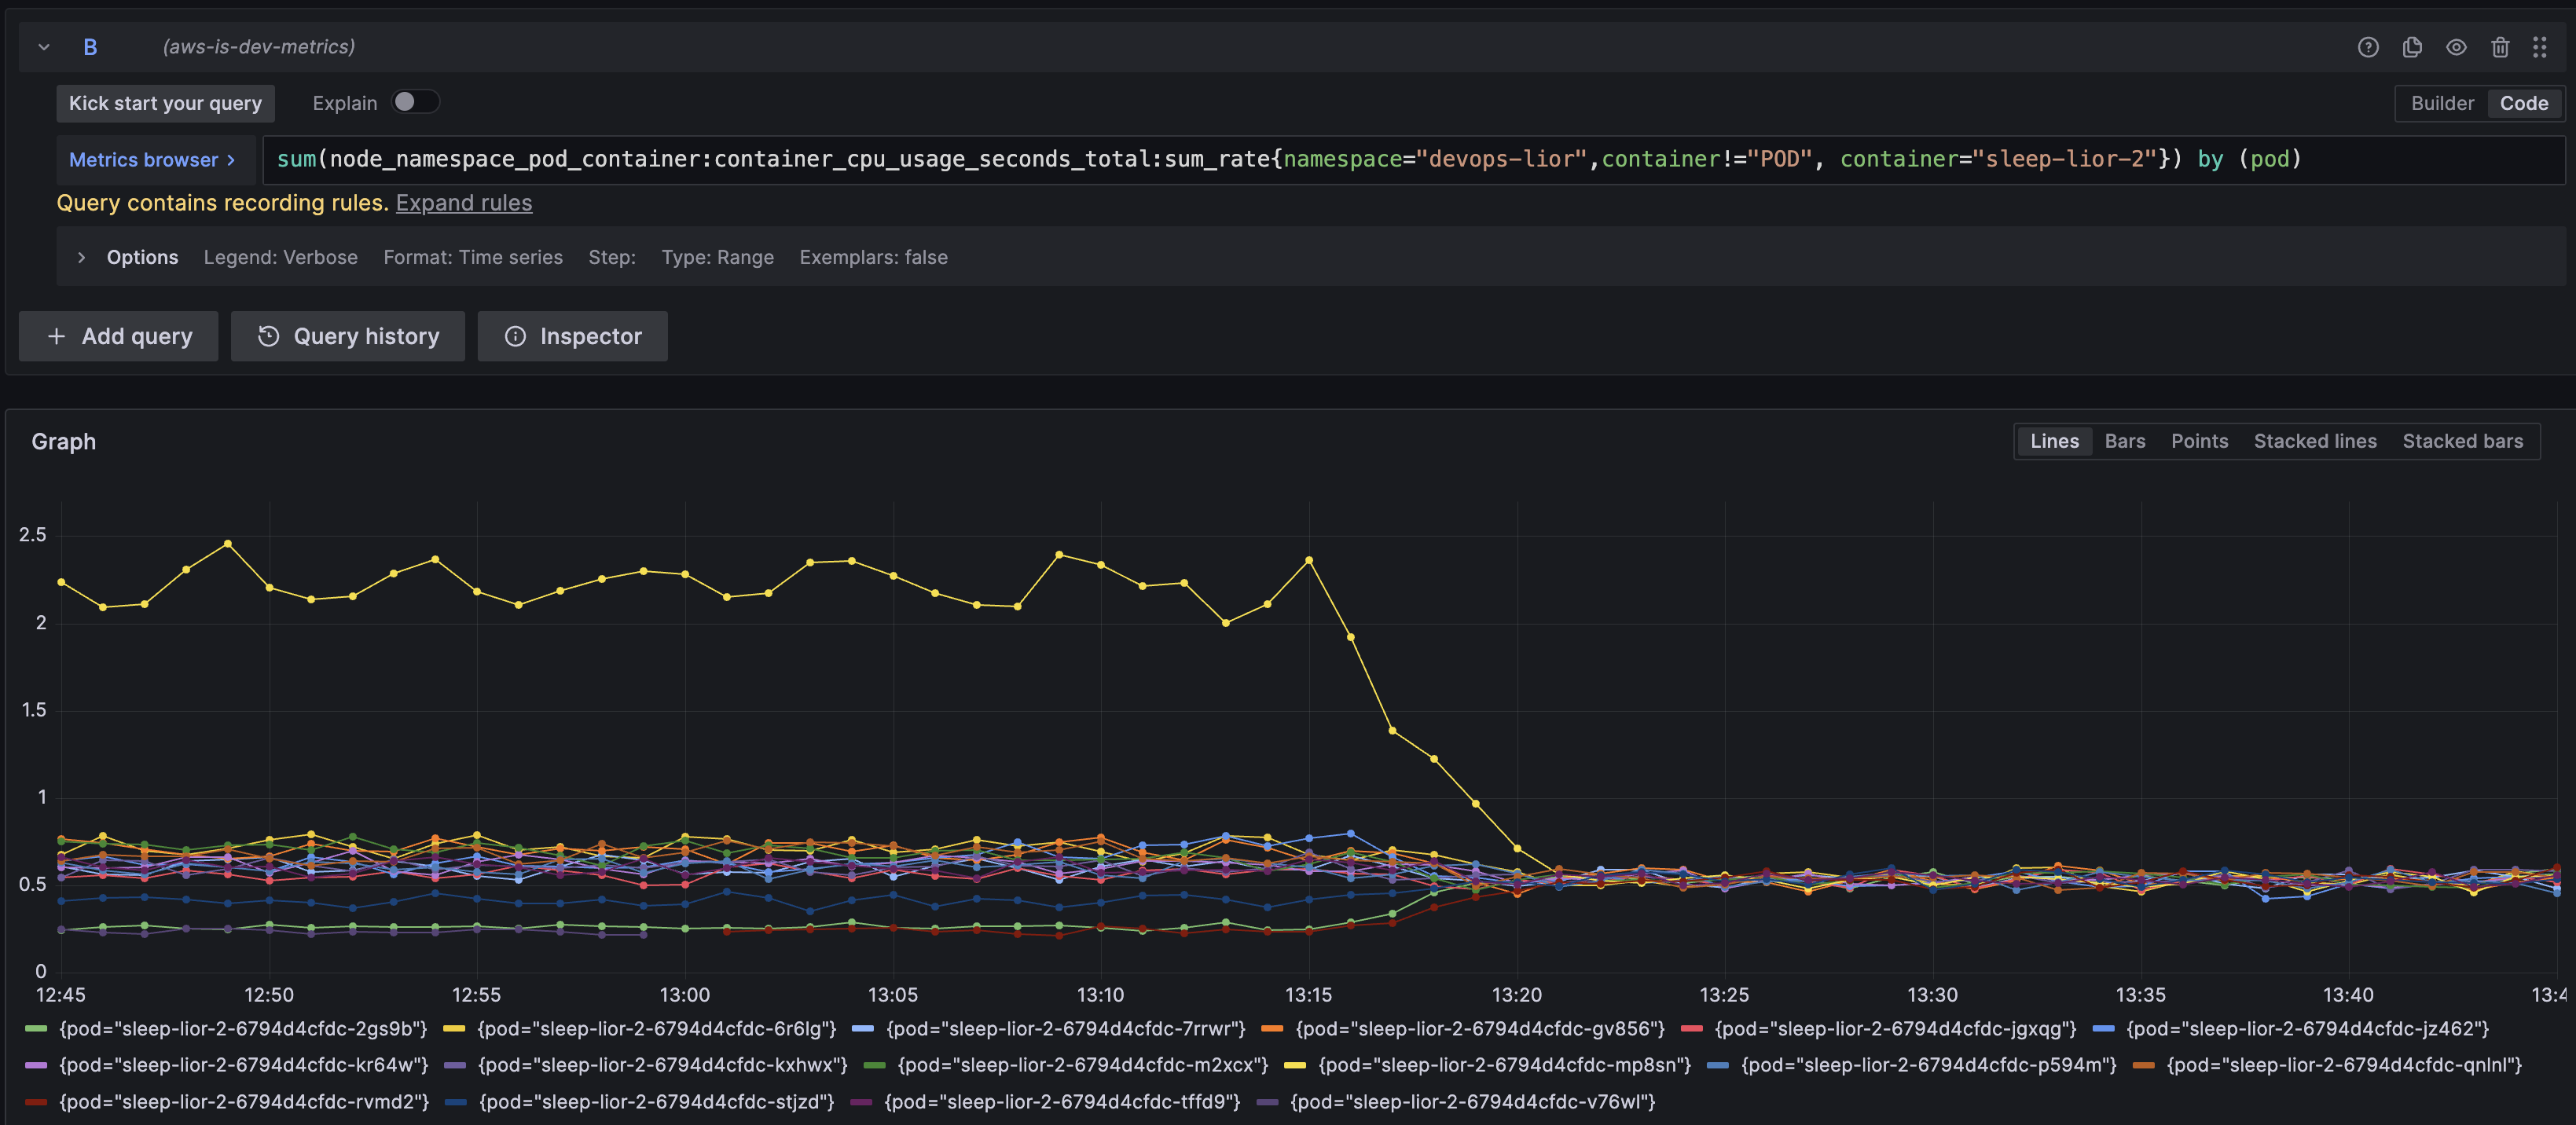 B (aws-is-dev-metrics)
Kick start your query Explain Builder Code
Metrics browser > sum(node_namespace_pod_container:container_cpu_usage_seconds_total:sum_rate{namespace="devops-lior",container!="POD", container="sleep-lior-2"}) by (pod)
Query contains recording rules. Expand rules
> Options Legend: Verbose Format: Time series Step: Type: Range Exemplars: false
+ Add query Query history Inspector
Graph Lines Bars Points Stacked lines Stacked bars
2.5
2
1.5
1
0.5
0
12:45 12:50 12:55 13:00 13:05 13:10 13:15 13:20 13:25 13:30 13:35 13:40 13:4
{pod="sleep-lior-2-6794d4cfdc-2gs9b"} {pod="sleep-lior-2-6794d4cfdc-6r6lg"} {pod="sleep-lior-2-6794d4cfdc-7rrwr"} {pod="sleep-lior-2-6794d4cfdc-gv856"} {pod="sleep-lior-2-6794d4cfdc-jgxqg"} {pod="sleep-lior-2-6794d4cfdc-jz462"}
{pod="sleep-lior-2-6794d4cfdc-kr64w"} {pod="sleep-lior-2-6794d4cfdc-kxhwx"} {pod="sleep-lior-2-6794d4cfdc-m2xcx"} {pod="sleep-lior-2-6794d4cfdc-mp8sn"} {pod="sleep-lior-2-6794d4cfdc-p594m"} {pod="sleep-lior-2-6794d4cfdc-qnlnl"}
{pod="sleep-lior-2-6794d4cfdc-rvmd2"} {pod="sleep-lior-2-6794d4cfdc-stjzd"} {pod="sleep-lior-2-6794d4cfdc-tffd9"} {pod="sleep-lior-2-6794d4cfdc-v76wl"}